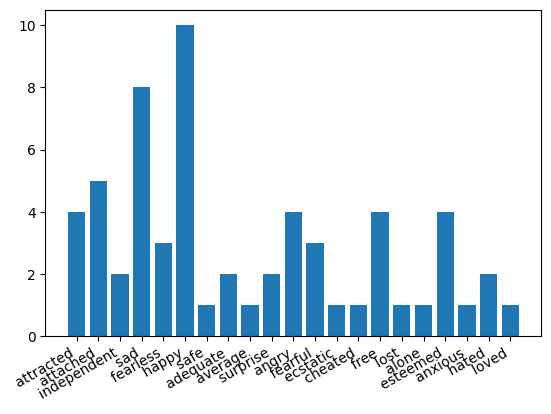 10
8
6
4
2
0
attracted
attached
independent
sad
fearless
happy
safe
adequate
average
surprise
angry
fearful
ecstatic
cheated
free
lost
alone
esteemed
anxious
hated
loved